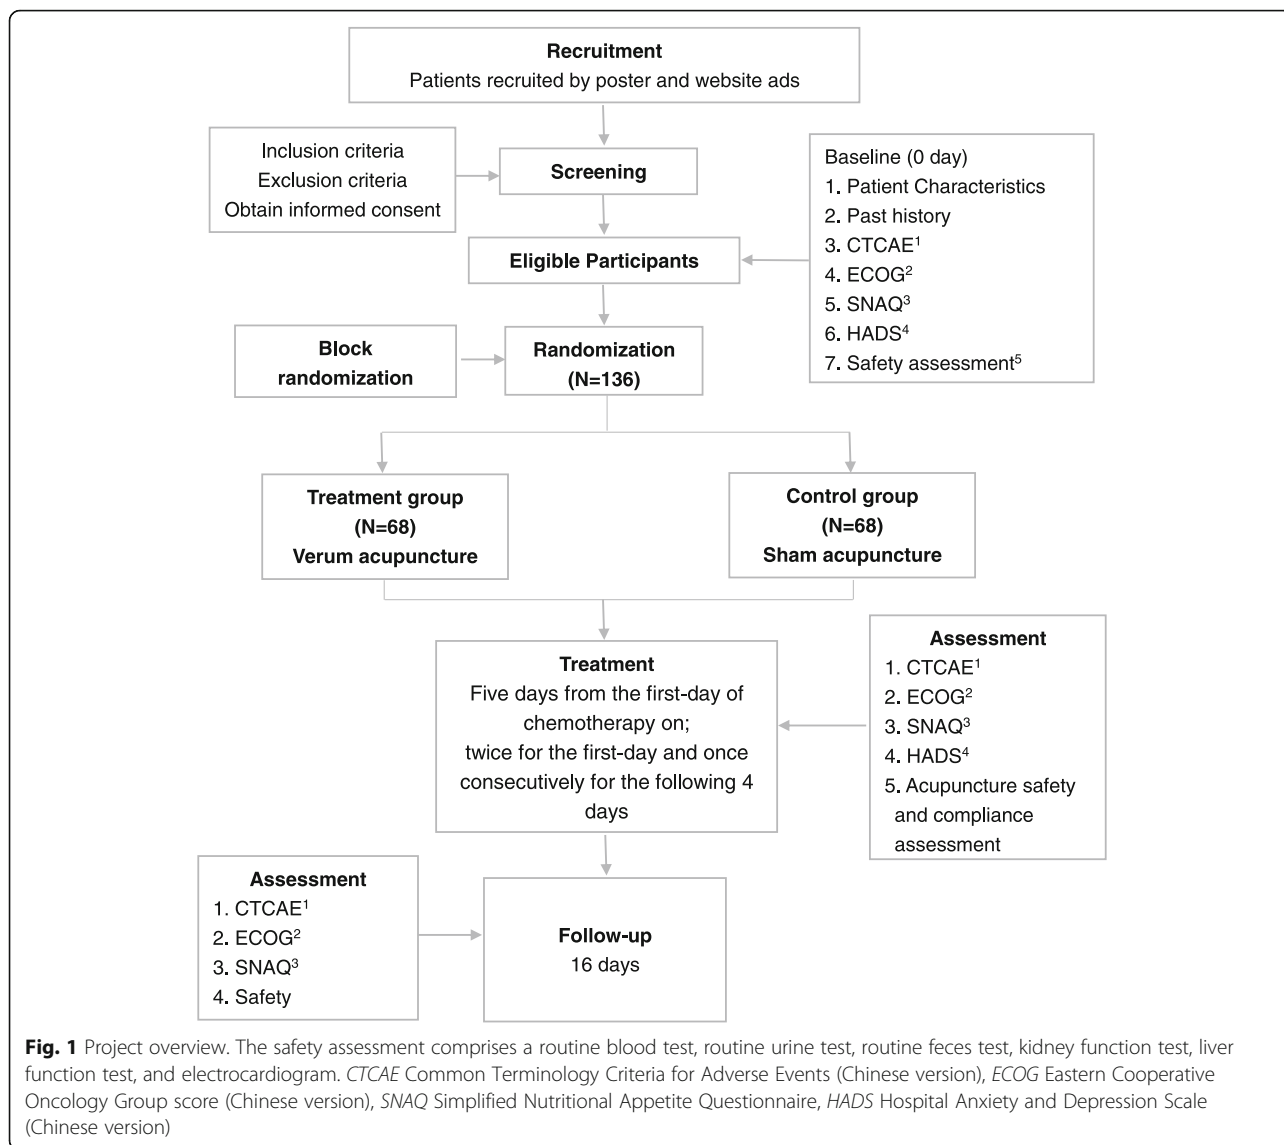 Recruitment
Patients recruited by poster and website ads
Inclusion criteria
Exclusion criteria
Obtain informed consent
Screening
Baseline (0 day)
1. Patient Characteristics
2. Past history
3. CTCAE¹
4. ECOG²
5. SNAQ³
6. HADS⁴
7. Safety assessment⁵
Eligible Participants
Block
randomization
Randomization
(N=136)
Treatment group
(N=68)
Verum acupuncture
Control group
(N=68)
Sham acupuncture
Treatment
Five days from the first-day of
chemotherapy on;
twice for the first-day and once
consecutively for the following 4
days
Assessment
1. CTCAE¹
2. ECOG²
3. SNAQ³
4. HADS⁴
5. Acupuncture safety
and compliance
assessment
Assessment
1. CTCAE¹
2. ECOG²
3. SNAQ³
4. Safety
Follow-up
16 days
Fig. 1 Project overview. The safety assessment comprises a routine blood test, routine urine test, routine feces test, kidney function test, liver
function test, and electrocardiogram. CTCAE Common Terminology Criteria for Adverse Events (Chinese version), ECOG Eastern Cooperative
Oncology Group score (Chinese version), SNAQ Simplified Nutritional Appetite Questionnaire, HADS Hospital Anxiety and Depression Scale
(Chinese version)